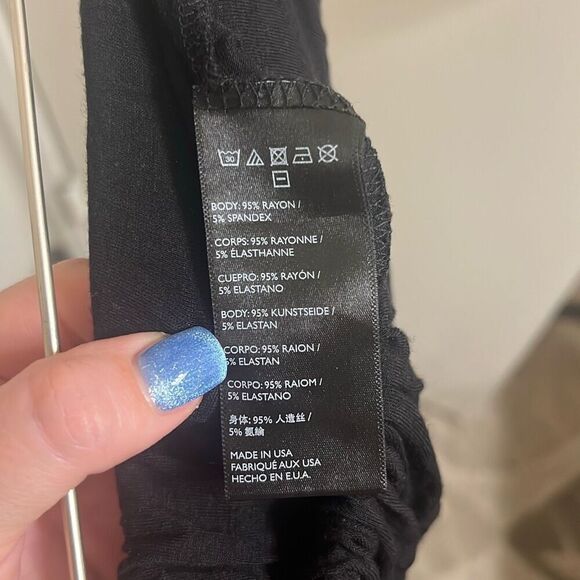 30
BODY: 95% RAYON /
5% SPANDEX
CORPS: 95% RAYONNE /
5% ÉLASTHANNE
CUEPRO: 95% RAYÓN /
5% ELASTANO
BODY: 95% KUNSTSEIDE /
5% ELASTAN
CORPO: 95% RAION /
5% ELASTAN
CORPO: 95% RAIOM /
5% ELASTANO
身体: 95% 人造丝 /
5% 氨綸
MADE IN USA
FABRIQUÉ AUX USA
HECHO EN E.U.A.